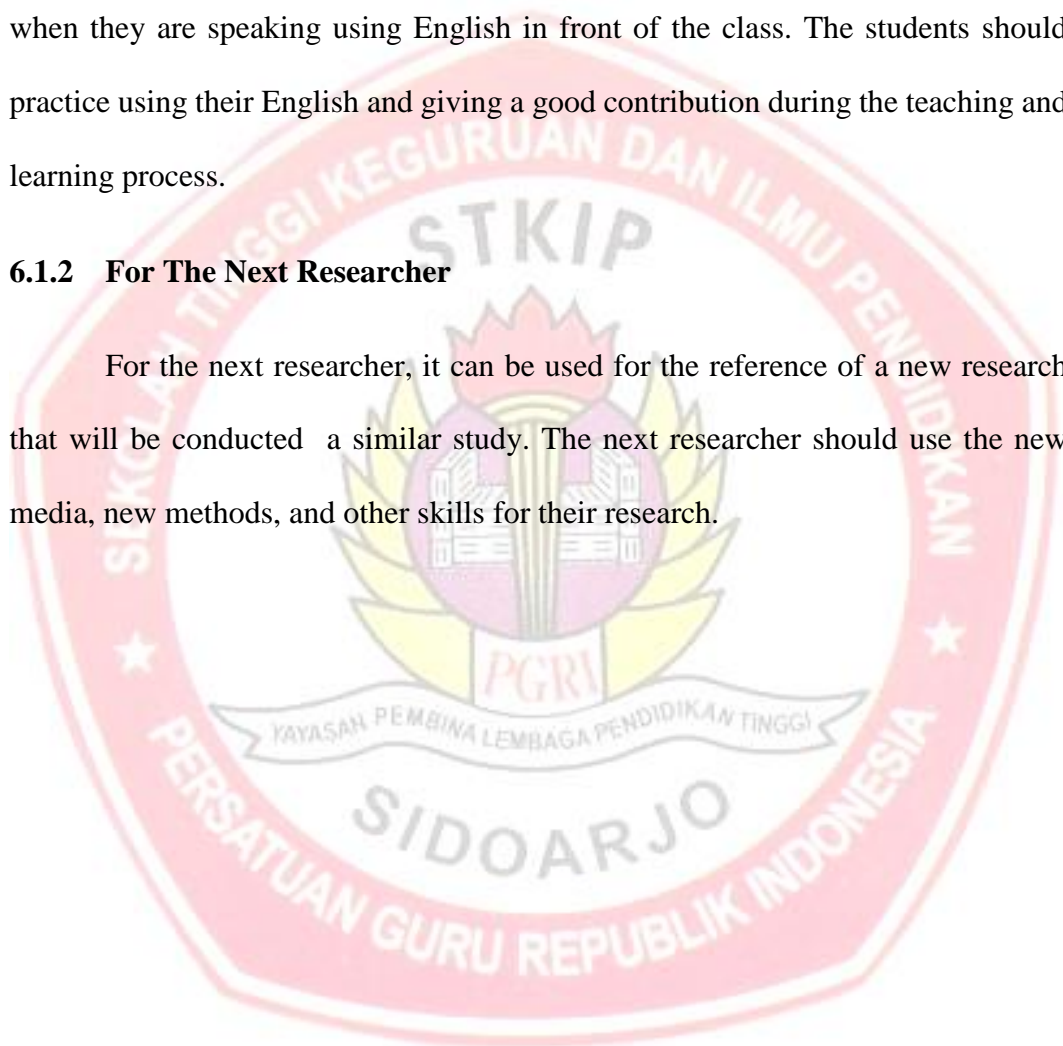 when they are speaking using English in front of the class. The students should
practice using their English and giving a good contribution during the teaching and
learning process.
6.1.2 For The Next Researcher
For the next researcher, it can be used for the reference of a new research
that will be conducted a similar study. The next researcher should use the new
media, new methods, and other skills for their research.
SEKOLAH TINGGI KEGURUAN DAN ILMU PENDIDIKAN
STKIP
PGRI
YAYASAN PEMBINA LEMBAGA PENDIDIKAN TINGGI
SIDOARJO
PERSATUAN GURU REPUBLIK INDONESIA